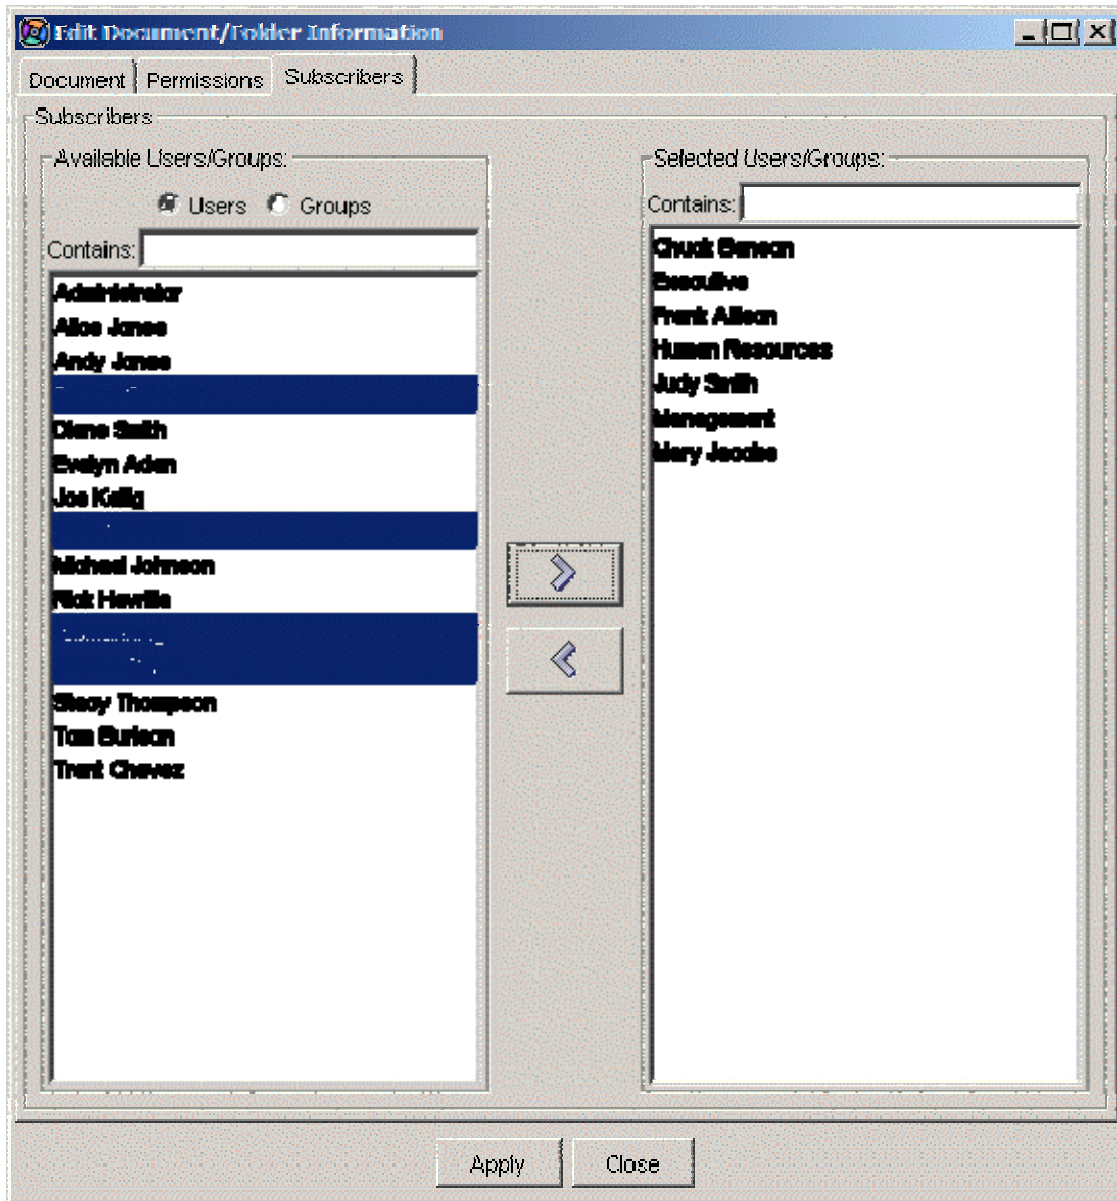 Edit Document/Folder Information
Document Permissions Subscribers
Subscribers
Available Users/Groups:
Users Groups
Contains:
Administrator
Alice Jones
Andy Jones
Diane Smith
Evelyn Aden
Joe Kellig
Michael Johnson
Rick
Stacy Thompson
Tom Burleon
Trent Chavez
Selected Users/Groups:
Contains:
Chuck Benson
Executive
Frank Allison
Human Resources
Judy Smith
Management
Mary Jacobs
Apply Close